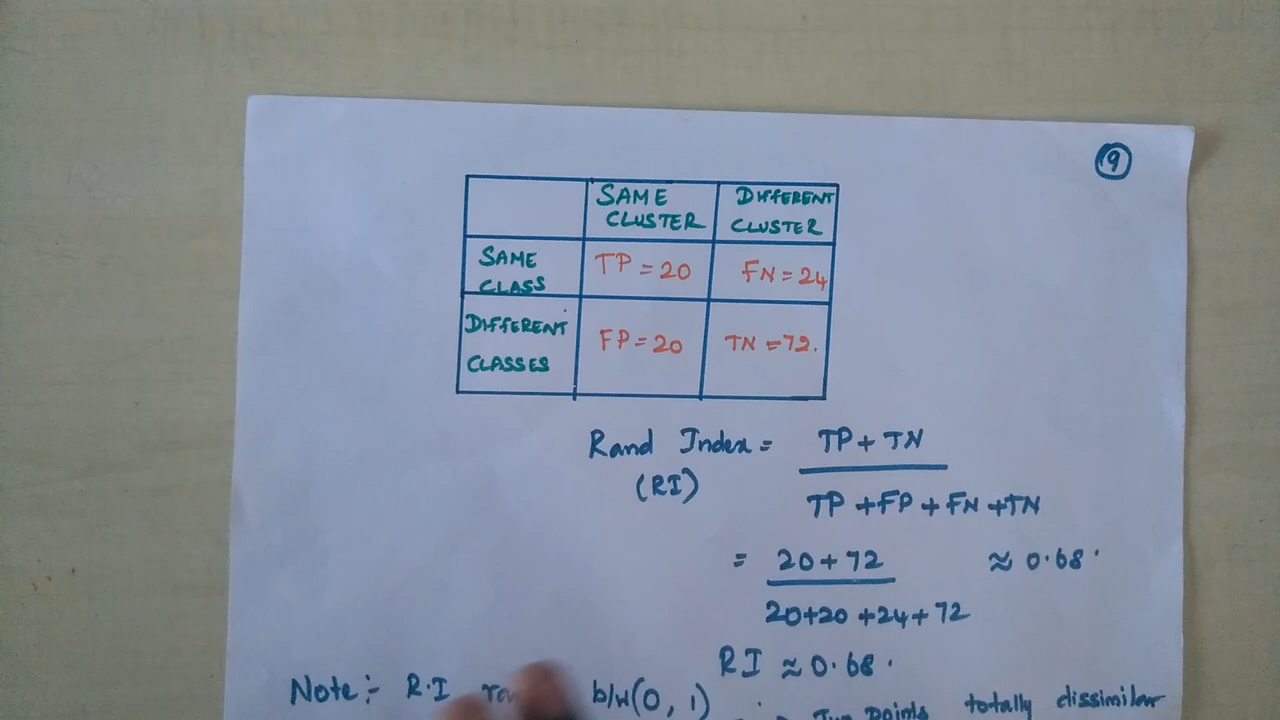 9
SAME CLUSTER
DIFFERENT CLUSTER
SAME CLASS
TP = 20
FN = 24
DIFFERENT CLASSES
FP = 20
TN = 72.
Rand Index = TP + TN
(RI)
TP + FP + FN + TN
= 20 + 72 ≈ 0.68.
20+20 +24+ 72
RI ≈ 0.68.
Note :- R.I b/w (0, 1)
Two points totally dissimilar